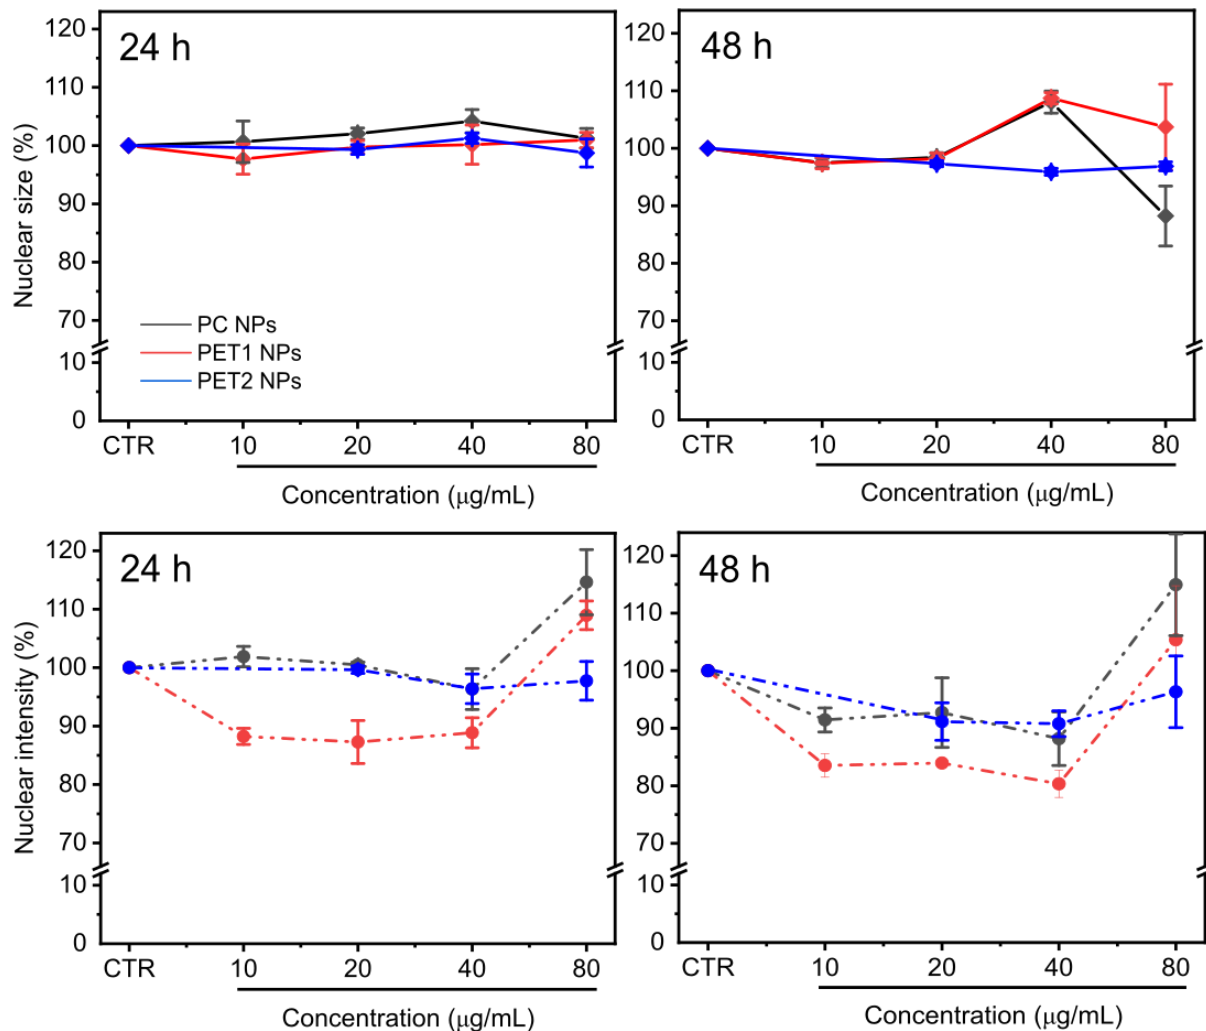 24 h
Nuclear size (%)
120
110
100
90
80
70
10
0
PC NPs
PET1 NPs
PET2 NPs
CTR 10 20 40 80
Concentration (μg/mL)
48 h
120
110
100
90
80
70
10
0
CTR 10 20 40 80
Concentration (μg/mL)
24 h
Nuclear intensity (%)
120
110
100
90
80
70
10
0
CTR 10 20 40 80
Concentration (μg/mL)
48 h
120
110
100
90
80
70
10
0
CTR 10 20 40 80
Concentration (μg/mL)